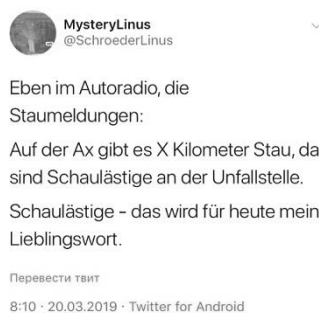 MysteryLinus
@SchroederLinus
Eben im Autoradio, die
Staumeldungen:
Auf der Ax gibt es X Kilometer Stau, da
sind Schaulästige an der Unfallstelle.
Schaulästige - das wird für heute mein
Lieblingswort.
Перевести твит
8:10 · 20.03.2019 · Twitter for Android